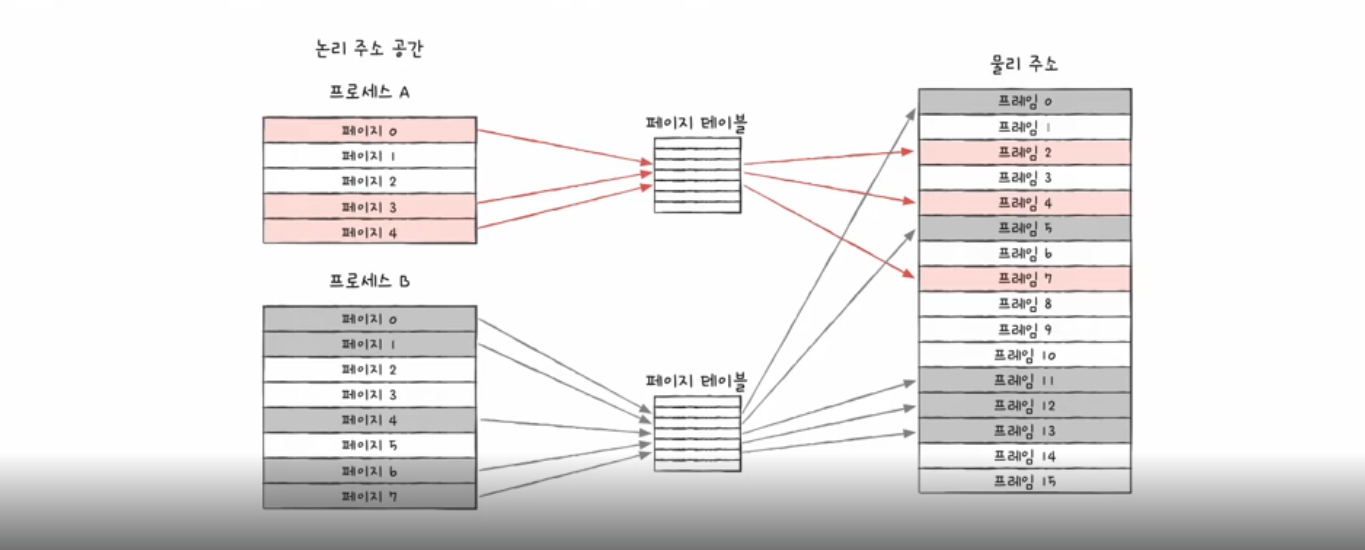 논리 주소 공간
프로세스 A
페이지 0
페이지 1
페이지 2
페이지 3
페이지 4
프로세스 B
페이지 0
페이지 1
페이지 2
페이지 3
페이지 4
페이지 5
페이지 6
페이지 7
페이지 테이블
페이지 테이블
물리 주소
프레임 0
프레임 1
프레임 2
프레임 3
프레임 4
프레임 5
프레임 6
프레임 7
프레임 8
프레임 9
프레임 10
프레임 11
프레임 12
프레임 13
프레임 14
프레임 15